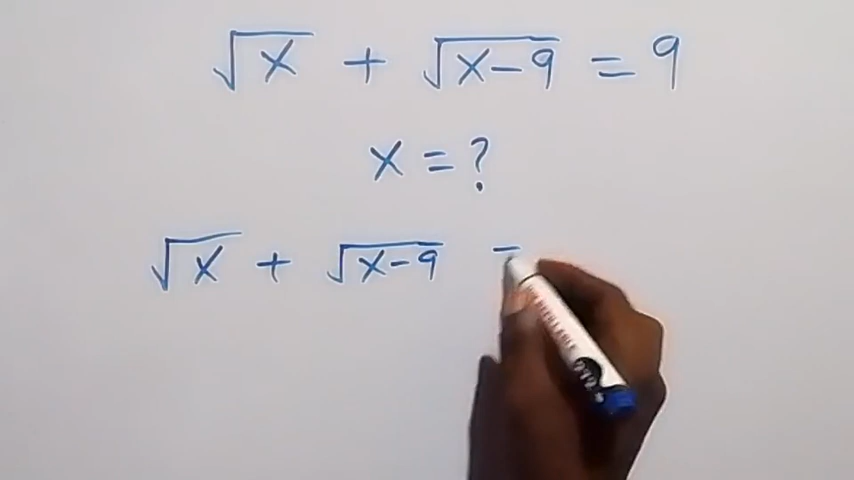 √x + √x-9 = 9
x = ?
√x + √x-9 =